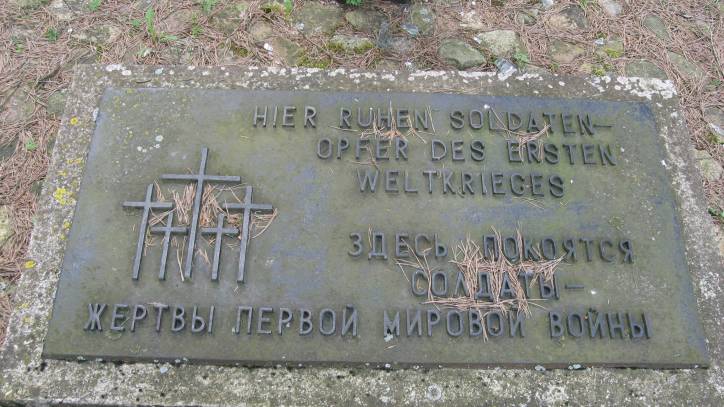 HIER RUHEN SOLDATEN—
OPFER DES ERSTEN
WELTKRIEGES
ЗДЕСЬ ПОКОЯТСЯ
СОЛДАТЫ—
ЖЕРТВЫ ПЕРВОЙ МИРОВОЙ ВОЙНЫ